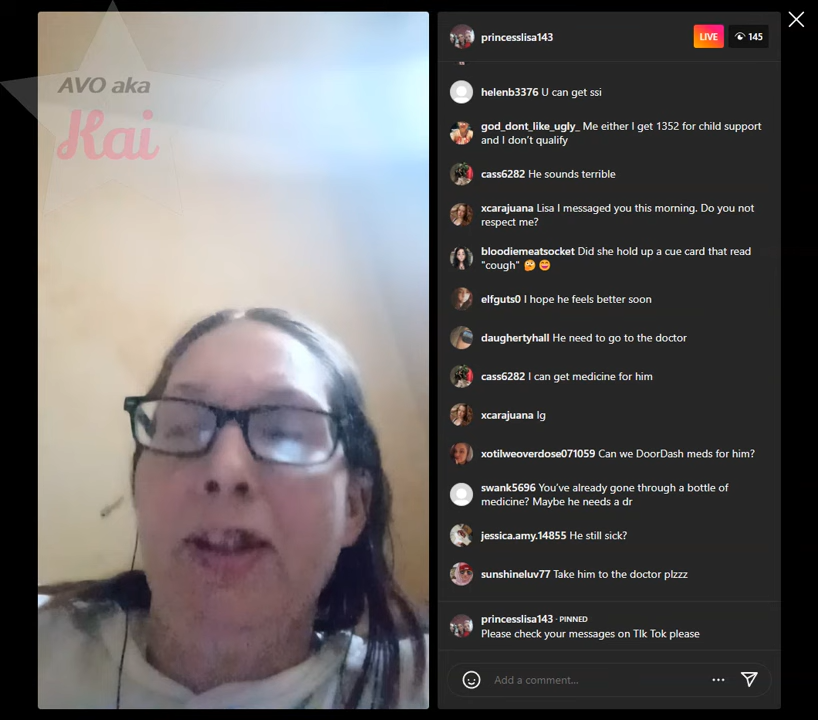 AVO aka
Kai
princesslisa143
LIVE
145
helenb3376 U can get ssi
god_dont_like_ugly_ Me either I get 1352 for child support
and I don't qualify
cass6282 He sounds terrible
xcarajuana Lisa I messaged you this morning. Do you not
respect me?
bloodiemeatsocket Did she hold up a cue card that read
"cough" 🤔 😆
elfguts0 I hope he feels better soon
daughertyhall He need to go to the doctor
cass6282 I can get medicine for him
xcarajuana Ig
xotilweoverdose071059 Can we DoorDash meds for him?
swank5696 You've already gone through a bottle of
medicine? Maybe he needs a dr
jessica.amy.14855 He still sick?
sunshineluv77 Take him to the doctor plzzz
princesslisa143 · PINNED
Please check your messages on TIk Tok please
Add a comment...